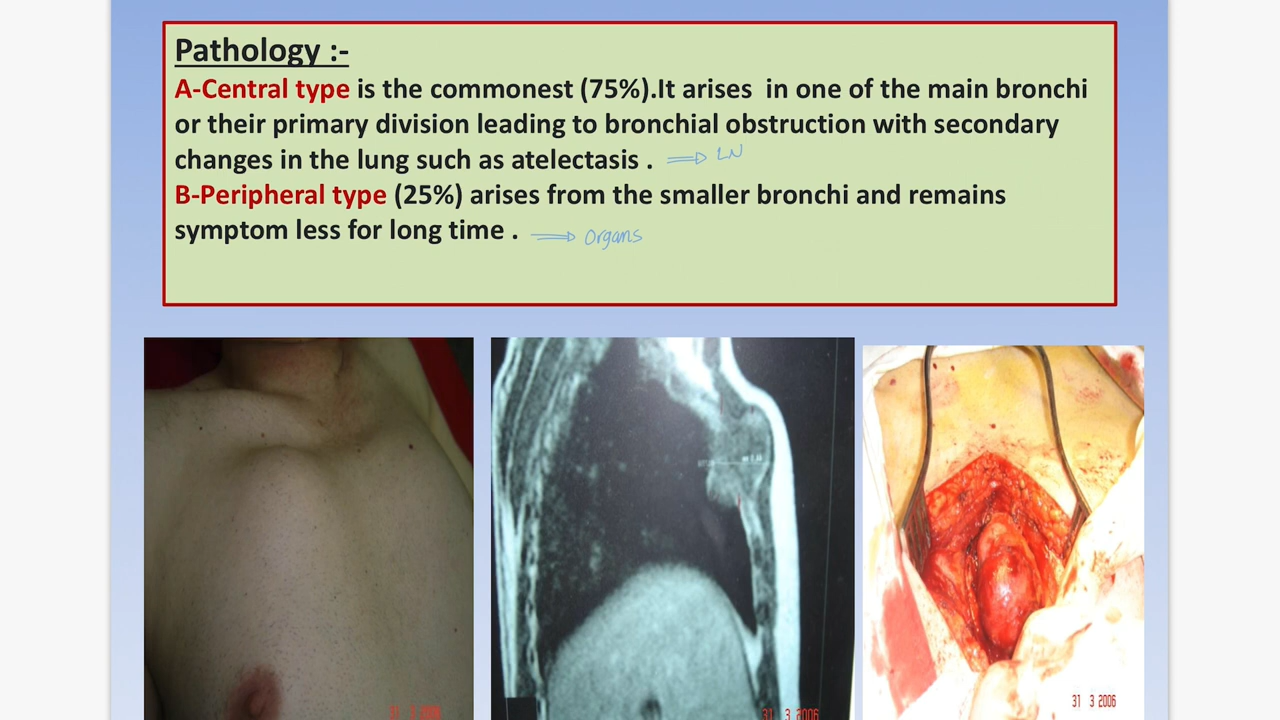 Pathology :-
A-Central type is the commonest (75%).It arises  in one of the main bronchi
or their primary division leading to bronchial obstruction with secondary
changes in the lung such as atelectasis . ⇒ LN
B-Peripheral type (25%) arises from the smaller bronchi and remains
symptom less for long time . ⇒ Organs
31 3 2006
31 3 2006
31 3 2006